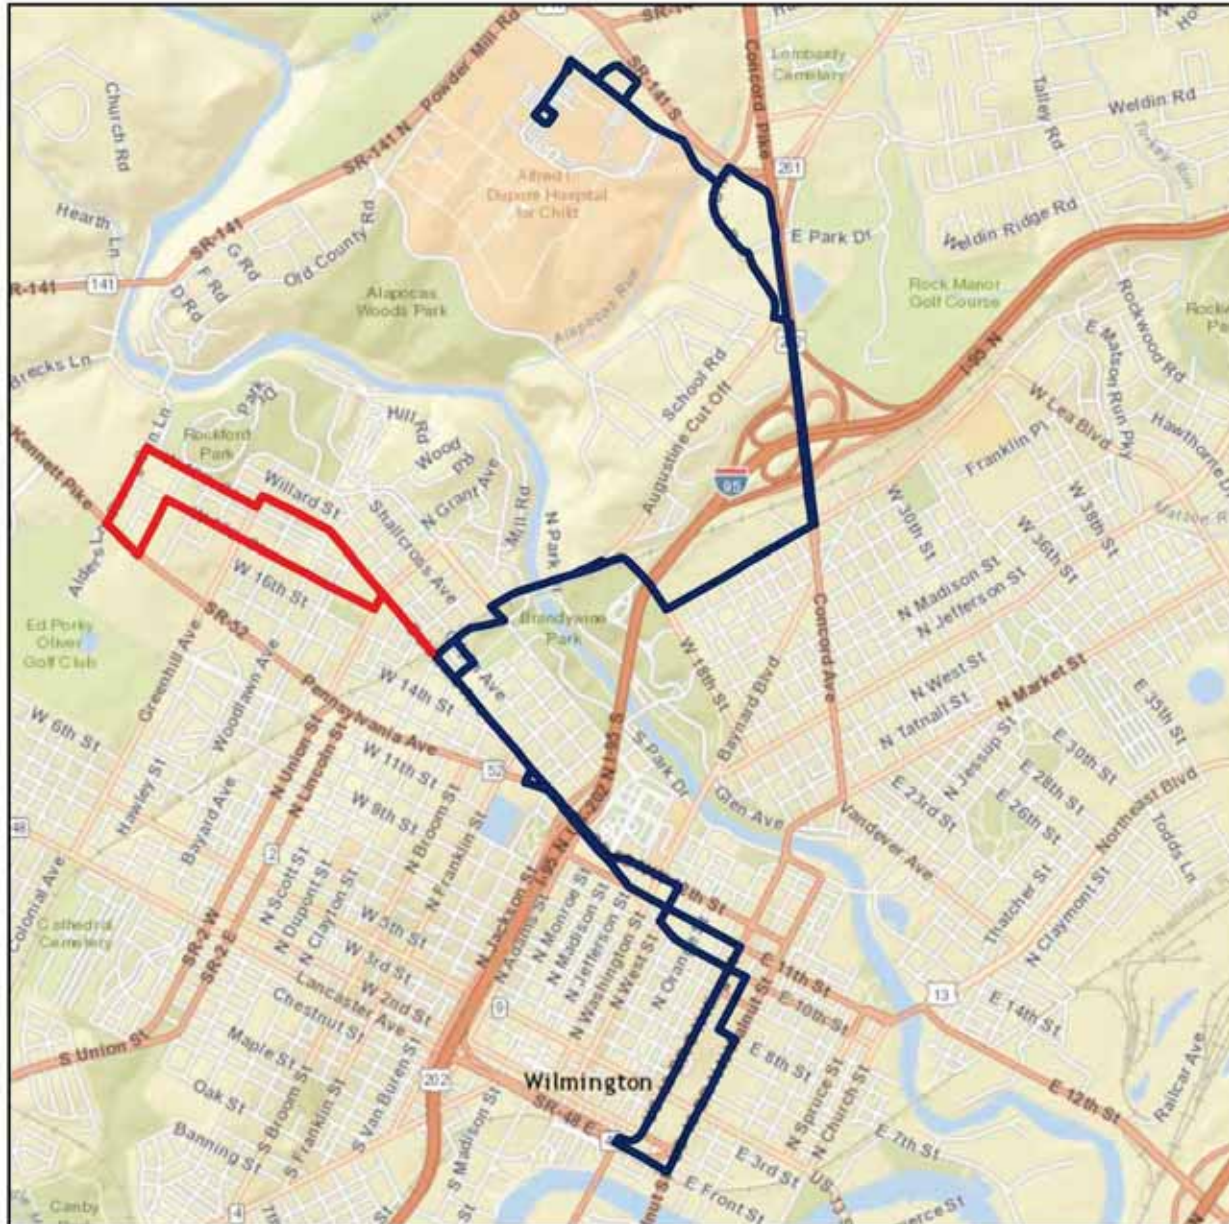 SR-141 N
Powder Mill Rd
SR-141 S
Concord Pike
Lombardy
Cemetery
Talley Rd
Weldin Rd
Turkey Run
Church Rd
Hearth Ln
SR-141
141
R-141
G Rd
F Rd
D Rd
Old County Rd
Alfred I
Dupont Hospital
for Child
261
E Park Dr
Weldin Ridge Rd
Alapocas
Woods Park
Alapocas Run
Rock Manor
Golf Course
I-95 N
Rockwood Rd
E Matson Run Pky
Brecks Ln
School Rd
Augustine Cut Off
Kennett Pike
Park Dr
Rockford
Park
Hill Rd
Wood Rd
N Grant Ave
Mill Rd
N Park
95
W Lea Blvd
Franklin Pl
Hawthorne
W 30th St
W 38th St
W 36th St
Willard St
Shallcross Ave
Alders Ln
W 16th St
SR-52
Ed Porky
Oliver
Golf Club
Brandywine
Park
N Madison St
N Jefferson St
Concord Ave
W 18th St
Baynard Blvd
N West St
N Tatnall St
N Market St
E 35th St
Greenhill Ave
Woodlawn Ave
W 14th St
Pennsylvania Ave
W 6th St
N Union St
N Lincoln St
W 11th St
52
W 9th St
N Broom St
N Franklin St
Hawley St
Bayard Ave
S Park Dr
Glen Ave
N Jessup St
E 30th St
E 28th St
E 26th St
E 23rd St
Northeast Blvd
Todds Ln
Vandever Ave
Thatcher St
N Claymont St
48
2
Colonial Ave
Cathedral
Cemetery
N Scott St
N Dupont St
N Clayton St
W 5th St
W 3rd St
W 2nd St
Lancaster Ave
Chestnut St
SR-2 W
SR-2 E
S Union St
N Jackson St
N Adams St
N Monroe St
N Madison St
N Jefferson St
N Washington St
N West St
E 11th St
E 10th St
13
E 14th St
9
Maple St
Oak St
Banning St
S Broom St
S Franklin St
S Van Buren St
202
S Madison St
Wilmington
SR-48 E
E 8th St
N Spruce St
N Church St
E 7th St
E 12th St
Railcar Ave
E 3rd St
E Front St
US-13
4
Canby